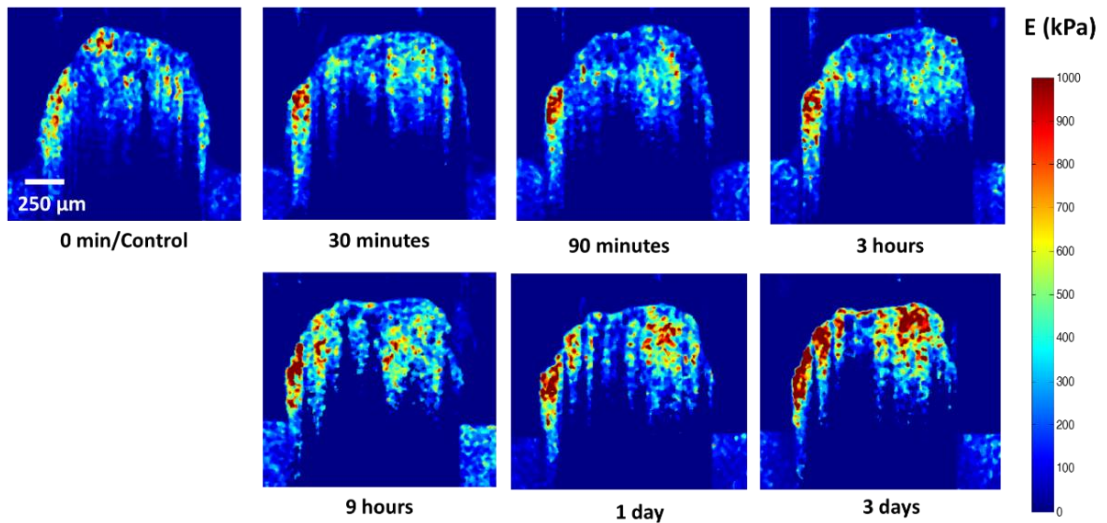 E (kPa)
1000
900
800
700
600
500
400
300
200
100
0
250 µm
0 min/Control
30 minutes
90 minutes
3 hours
9 hours
1 day
3 days